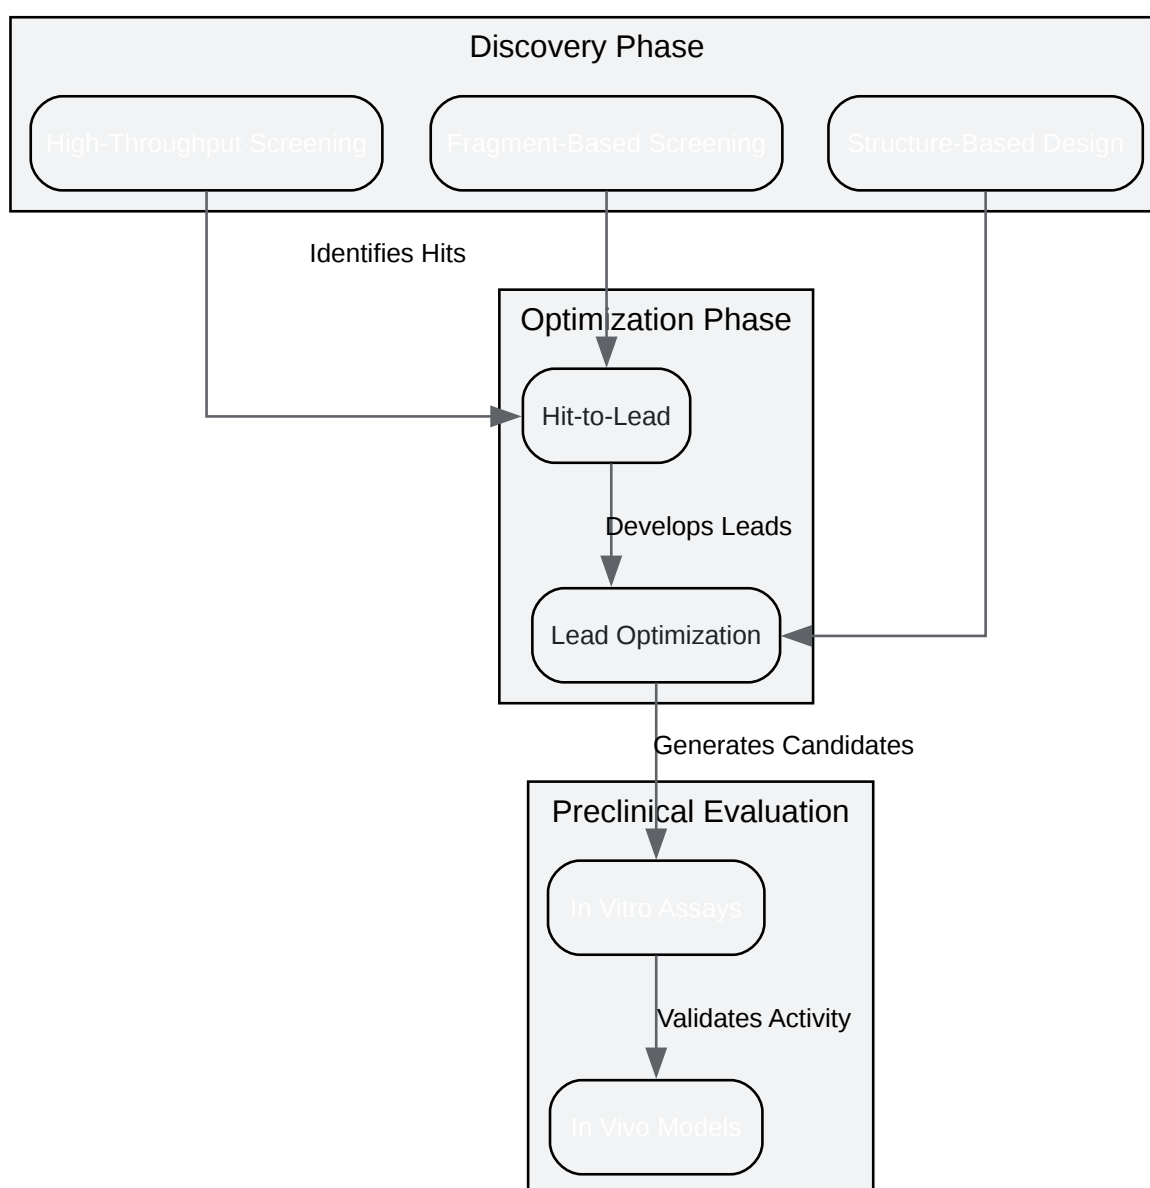 Discovery Phase
High-Throughput Screening
Fragment-Based Screening
Structure-Based Design
Identifies Hits
Optimization Phase
Hit-to-Lead
Develops Leads
Lead Optimization
Generates Candidates
Preclinical Evaluation
In Vitro Assays
Validates Activity
In Vivo Models